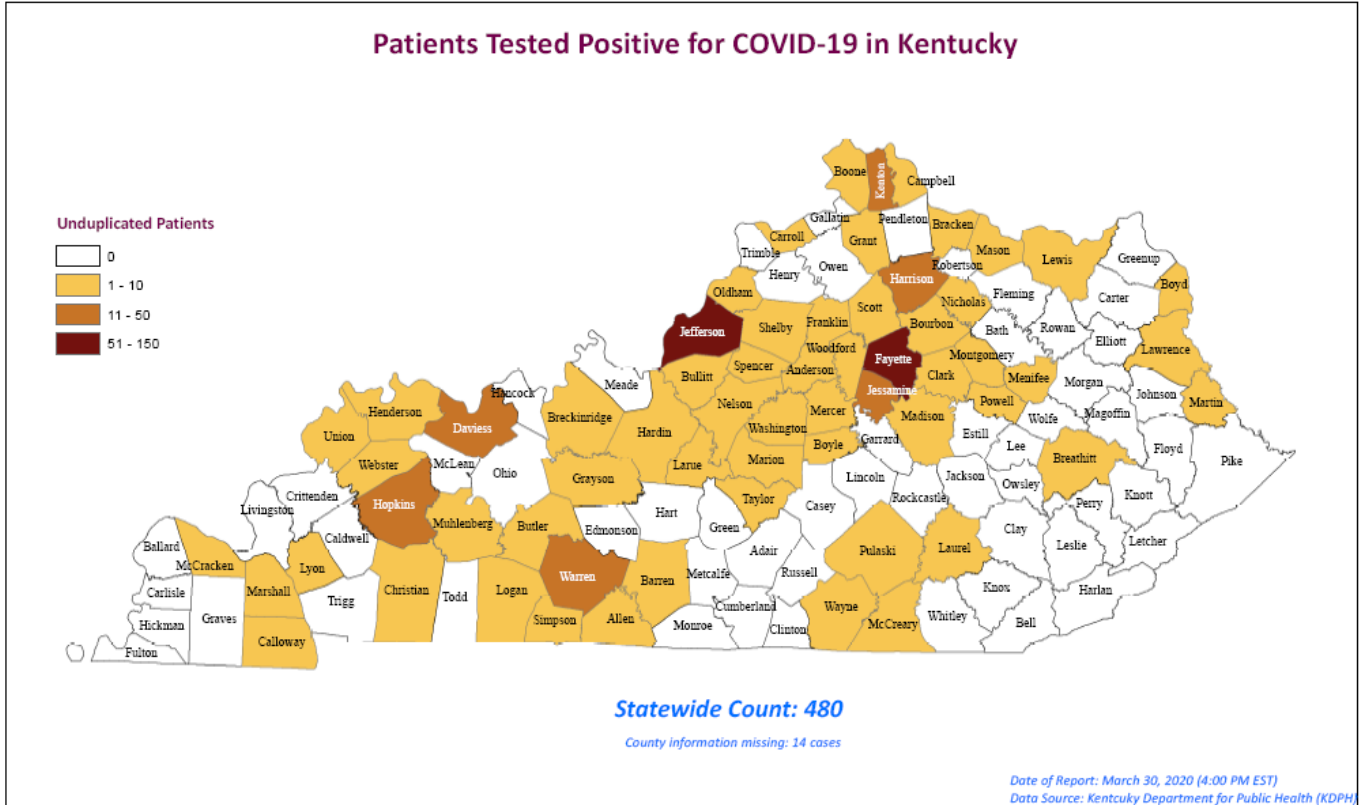 Patients Tested Positive for COVID-19 in Kentucky
Unduplicated Patients
0
1 - 10
11 - 50
51 - 150
Boone
Kenton
Campbell
Gallatin
Pendleton
Bracken
Carroll
Grant
Mason
Trimble
Owen
Robertson
Lewis
Greenup
Henry
Harrison
Boyd
Oldham
Nicholas
Fleming
Carter
Scott
Jefferson
Shelby
Franklin
Bourbon
Bath
Rowan
Elliott
Woodford
Lawrence
Fayette
Montgomery
Spencer
Anderson
Clark
Menifee
Bullitt
Morgan
Meade
Jessamine
Johnson
Hancock
Nelson
Mercer
Powell
Magoffin
Martin
Henderson
Breckinridge
Madison
Wolfe
Daviess
Washington
Union
Hardin
Boyle
Garrard
Estill
Lee
Floyd
Webster
McLean
Ohio
Larue
Marion
Breathitt
Pike
Grayson
Lincoln
Jackson
Owsley
Crittenden
Hopkins
Taylor
Rockcastle
Perry
Knott
Livingston
Muhlenberg
Butler
Edmonson
Hart
Green
Casey
Clay
Caldwell
Ballard
Adair
Pulaski
Laurel
Leslie
Letcher
McCracken
Lyon
Warren
Barren
Metcalfe
Russell
Carlisle
Marshall
Christian
Todd
Logan
Knox
Harlan
Trigg
Cumberland
Wayne
Hickman
Graves
Simpson
Allen
Monroe
Clinton
McCreary
Whitley
Bell
Calloway
Fulton
Statewide Count: 480
County information missing: 14 cases
Date of Report: March 30, 2020 (4:00 PM EST)
Data Source: Kentcuky Department for Public Health (KDPH)